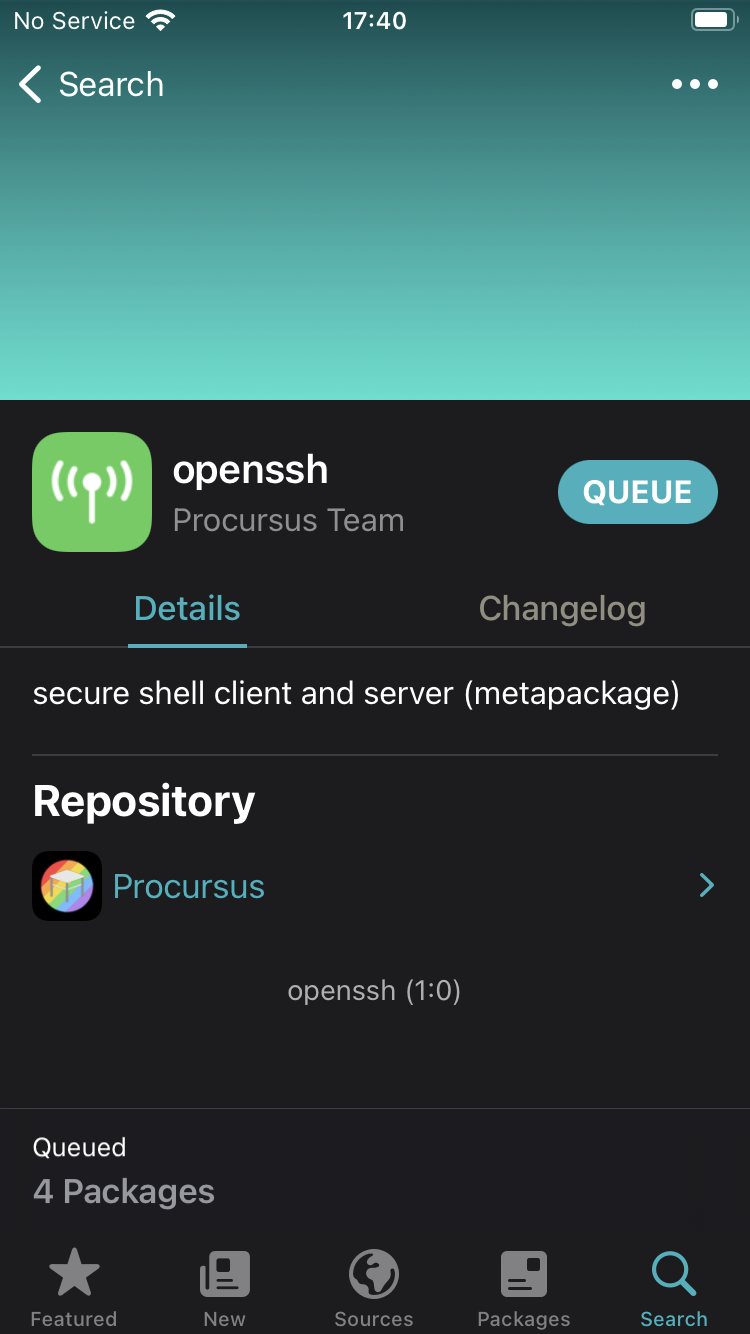 No Service 17:40
Search
openssh
Procursus Team
QUEUE
Details Changelog
secure shell client and server (metapackage)
Repository
Procursus
openssh (1:0)
Queued
4 Packages
Featured New Sources Packages Search